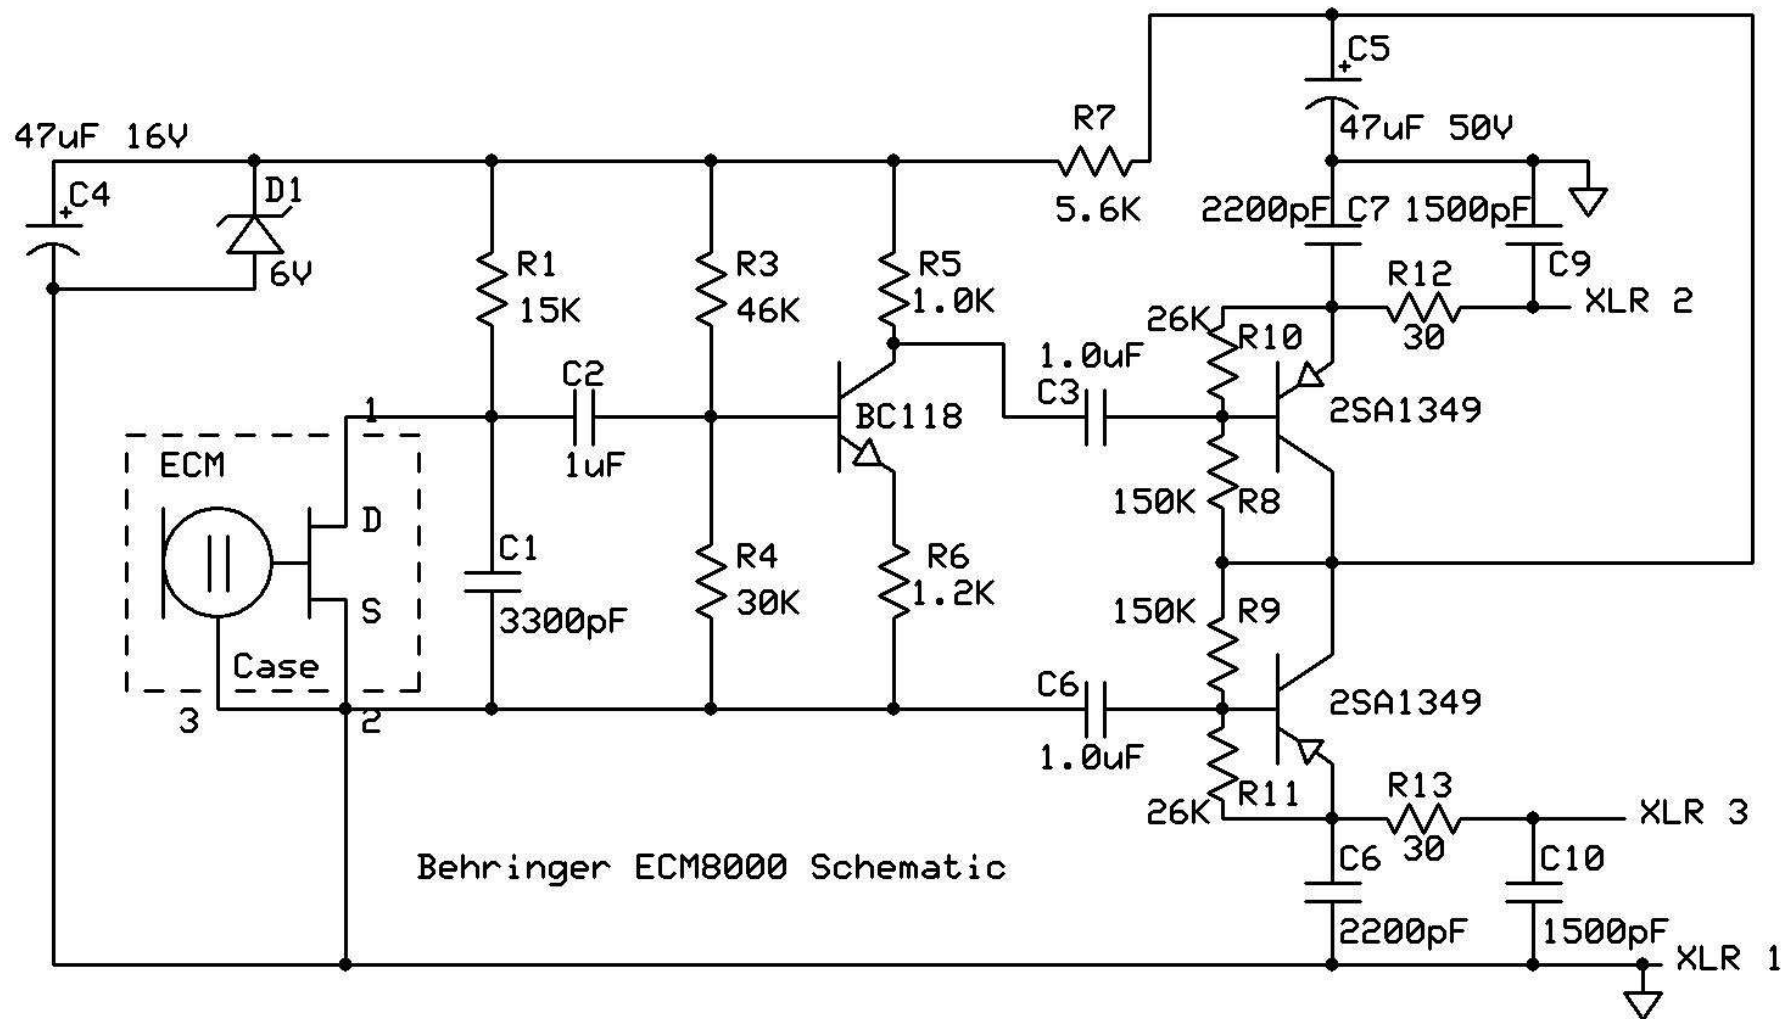 C5
+
47uF 50V
R7
5.6K
47uF 16V
C4
+
D1
6V
2200pF C7
1500pF
C9
R1
15K
R3
46K
R5
1.0K
R12
30
XLR 2
26K
R10
1.0uF
C3
2SA1349
C2
1uF
BC118
1
ECM
D
S
Case
3
2
C1
3300pF
R4
30K
R6
1.2K
150K
R8
150K
R9
C6
1.0uF
2SA1349
26K
R11
R13
30
XLR 3
C6
2200pF
C10
1500pF
XLR 1
Behringer ECM8000 Schematic